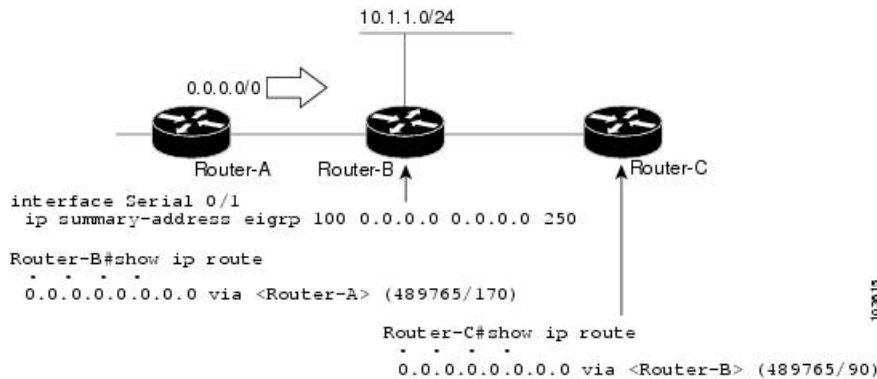 10.1.1.0/24
0.0.0.0/0
Router-A
Router-B
Router-C
interface Serial 0/1
ip summary-address eigrp 100 0.0.0.0 0.0.0.0 250
Router-B#show ip route
. . . .
0.0.0.0.0.0.0.0 via <Router-A> (489765/170)
Router-C#show ip route
. . . .
0.0.0.0.0.0.0.0 via <Router-B> (489765/90)